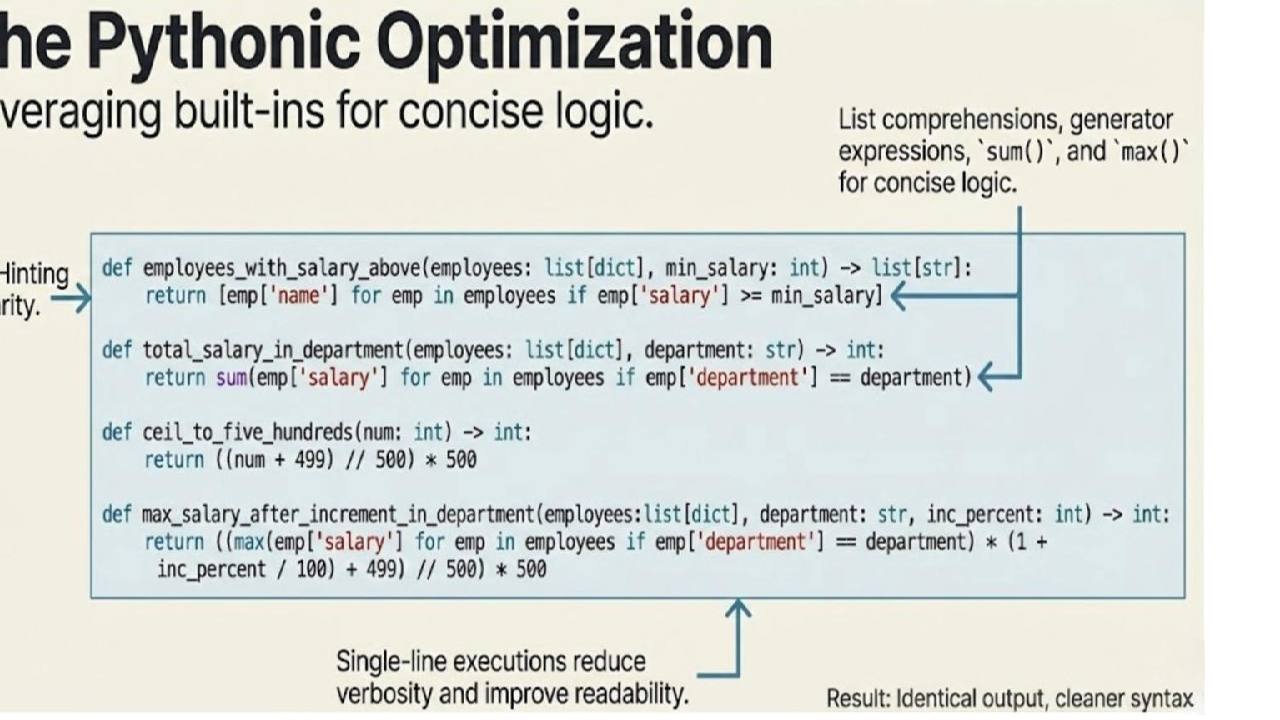 he Pythonic Optimization
veraging built-ins for concise logic.
List comprehensions, generator
expressions, `sum()`, and `max()`
for concise logic.
Hinting
rity.
def employees_with_salary_above(employees: list[dict], min_salary: int) -> list[str]:
    return [emp['name'] for emp in employees if emp['salary'] >= min_salary]
def total_salary_in_department(employees: list[dict], department: str) -> int:
    return sum(emp['salary'] for emp in employees if emp['department'] == department)
def ceil_to_five_hundreds(num: int) -> int:
    return ((num + 499) // 500) * 500
def max_salary_after_increment_in_department(employees:list[dict], department: str, inc_percent: int) -> int:
    return ((max(emp['salary'] for emp in employees if emp['department'] == department) * (1 +
     inc_percent / 100) + 499) // 500) * 500
Single-line executions reduce
verbosity and improve readability.
Result: Identical output, cleaner syntax